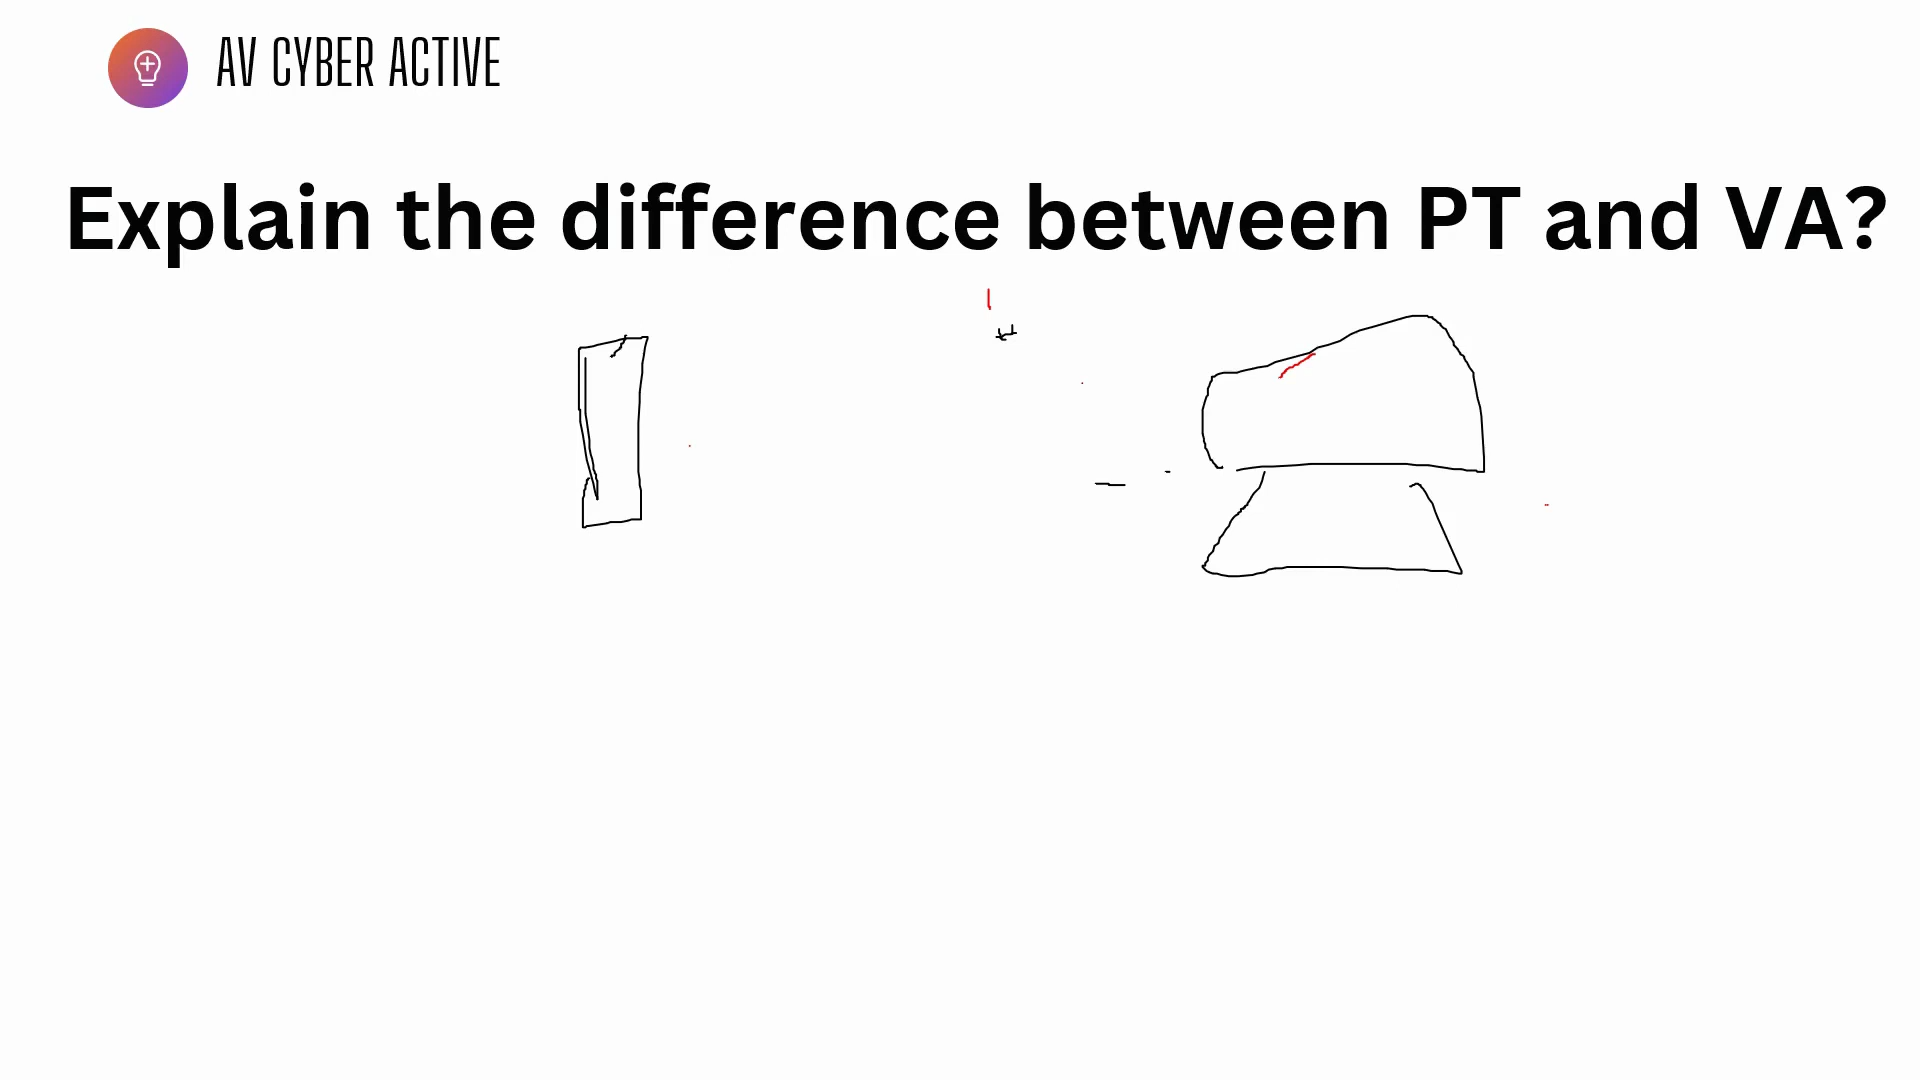 AV CYBER ACTIVE
Explain the difference between PT and VA?